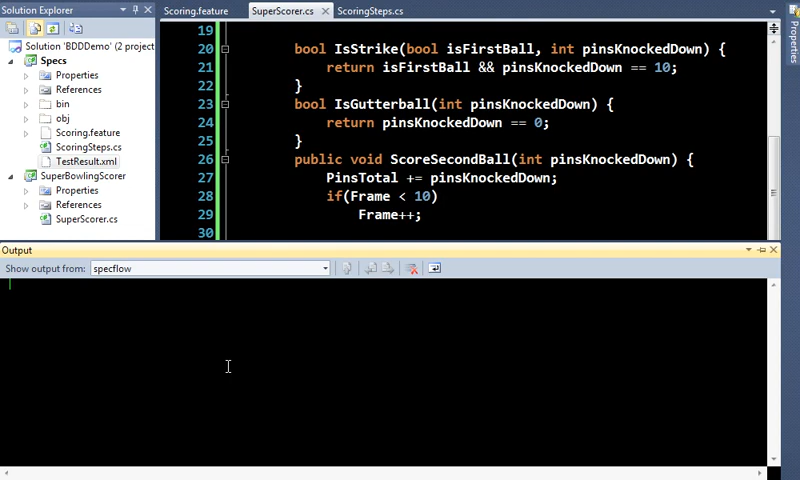 Solution Explorer
Solution 'BDDDemo' (2 project
Specs
Properties
References
bin
obj
Scoring.feature
ScoringSteps.cs
TestResult.xml
SuperBowlingScorer
Properties
References
SuperScorer.cs
Scoring.feature
SuperScorer.cs
ScoringSteps.cs
19
20 bool IsStrike(bool isFirstBall, int pinsKnockedDown) {
21 return isFirstBall && pinsKnockedDown == 10;
22 }
23 bool IsGutterball(int pinsKnockedDown) {
24 return pinsKnockedDown == 0;
25 }
26 public void ScoreSecondBall(int pinsKnockedDown) {
27 PinsTotal += pinsKnockedDown;
28 if(Frame < 10)
29 Frame++;
30
Properties
Output
Show output from: specflow